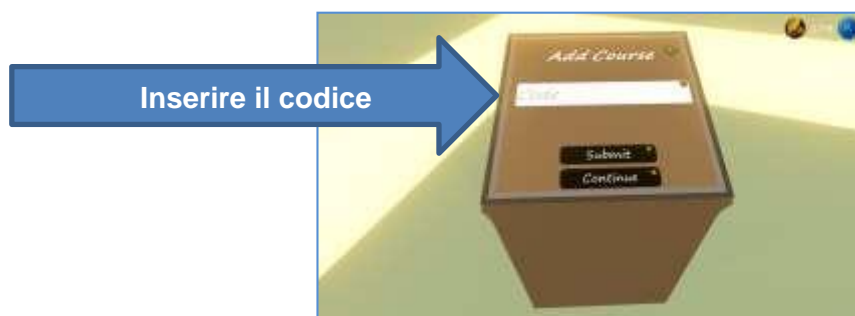 Add Course
Inserire il codice
Code
Submit
Continue